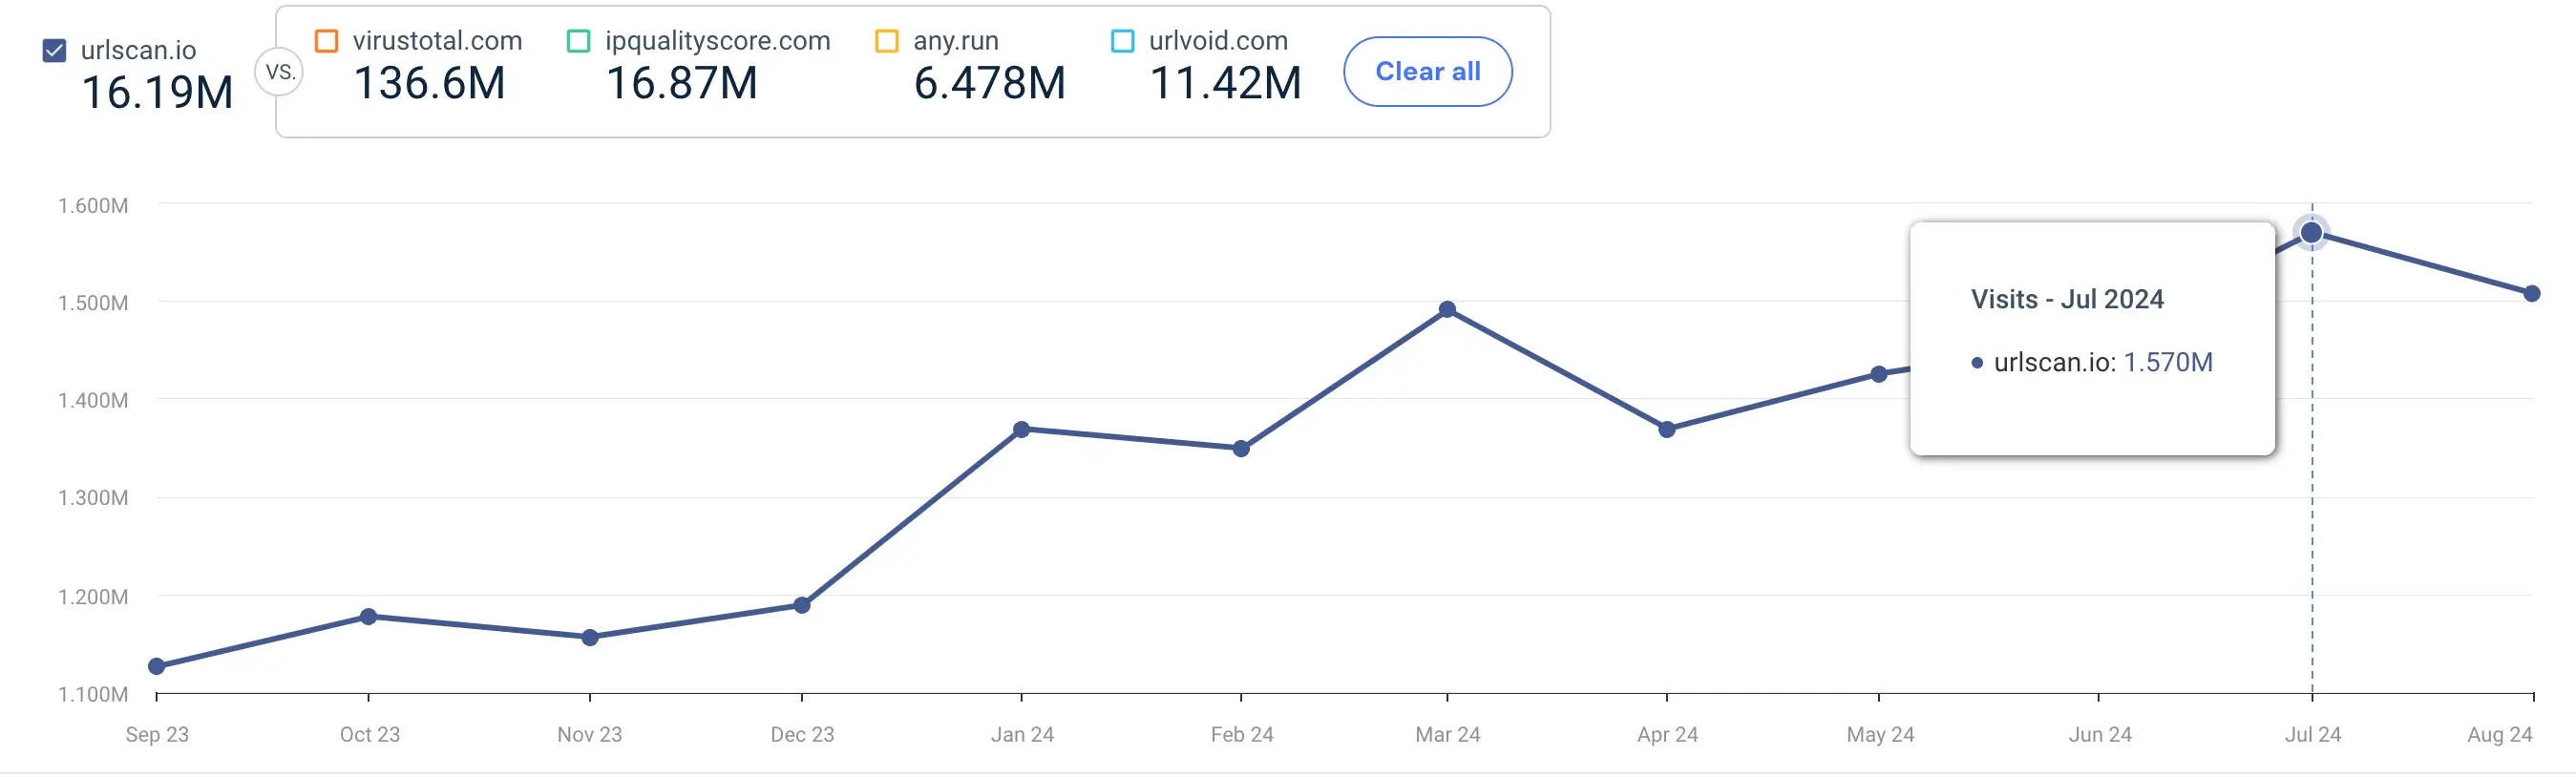 urlscan.io
16.19M
VS.
virustotal.com
136.6M
ipqualityscore.com
16.87M
any.run
6.478M
urlvoid.com
11.42M
Clear all
1.600M
1.500M
1.400M
1.300M
1.200M
1.100M
Visits - Jul 2024
urlscan.io: 1.570M
Sep 23
Oct 23
Nov 23
Dec 23
Jan 24
Feb 24
Mar 24
Apr 24
May 24
Jun 24
Jul 24
Aug 24